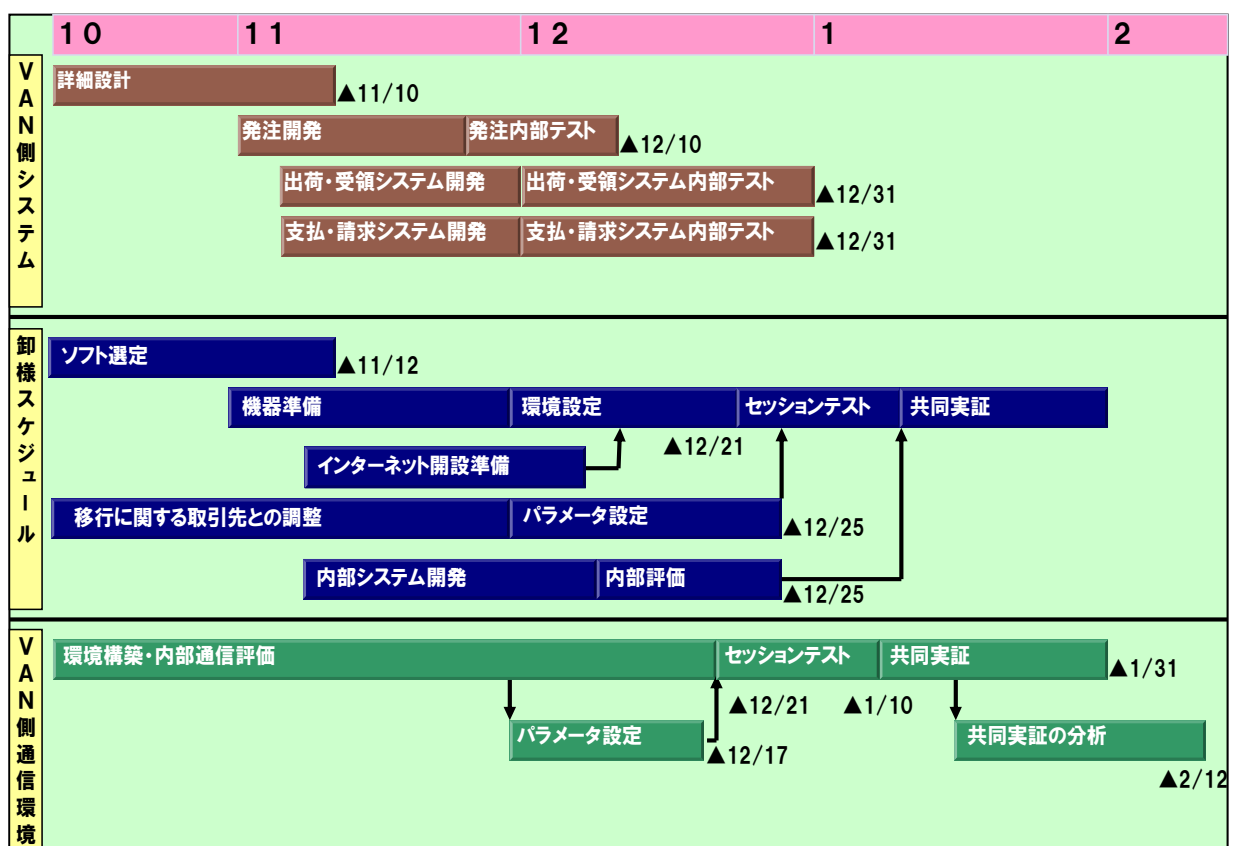 １０ １１ １２ １ ２
VAN側システム
詳細設計
▲11/10
発注開発 発注内部テスト
▲12/10
出荷・受領システム開発 出荷・受領システム内部テスト
▲12/31
支払・請求システム開発 支払・請求システム内部テスト
▲12/31
卸様スケジュール
ソフト選定
▲11/12
機器準備 環境設定 セッションテスト 共同実証
▲12/21
インターネット開設準備
移行に関する取引先との調整 パラメータ設定
▲12/25
内部システム開発 内部評価
▲12/25
VAN側通信環境
環境構築・内部通信評価 セッションテスト 共同実証
▲1/31
▲12/21 ▲1/10
パラメータ設定 共同実証の分析
▲12/17
▲2/12